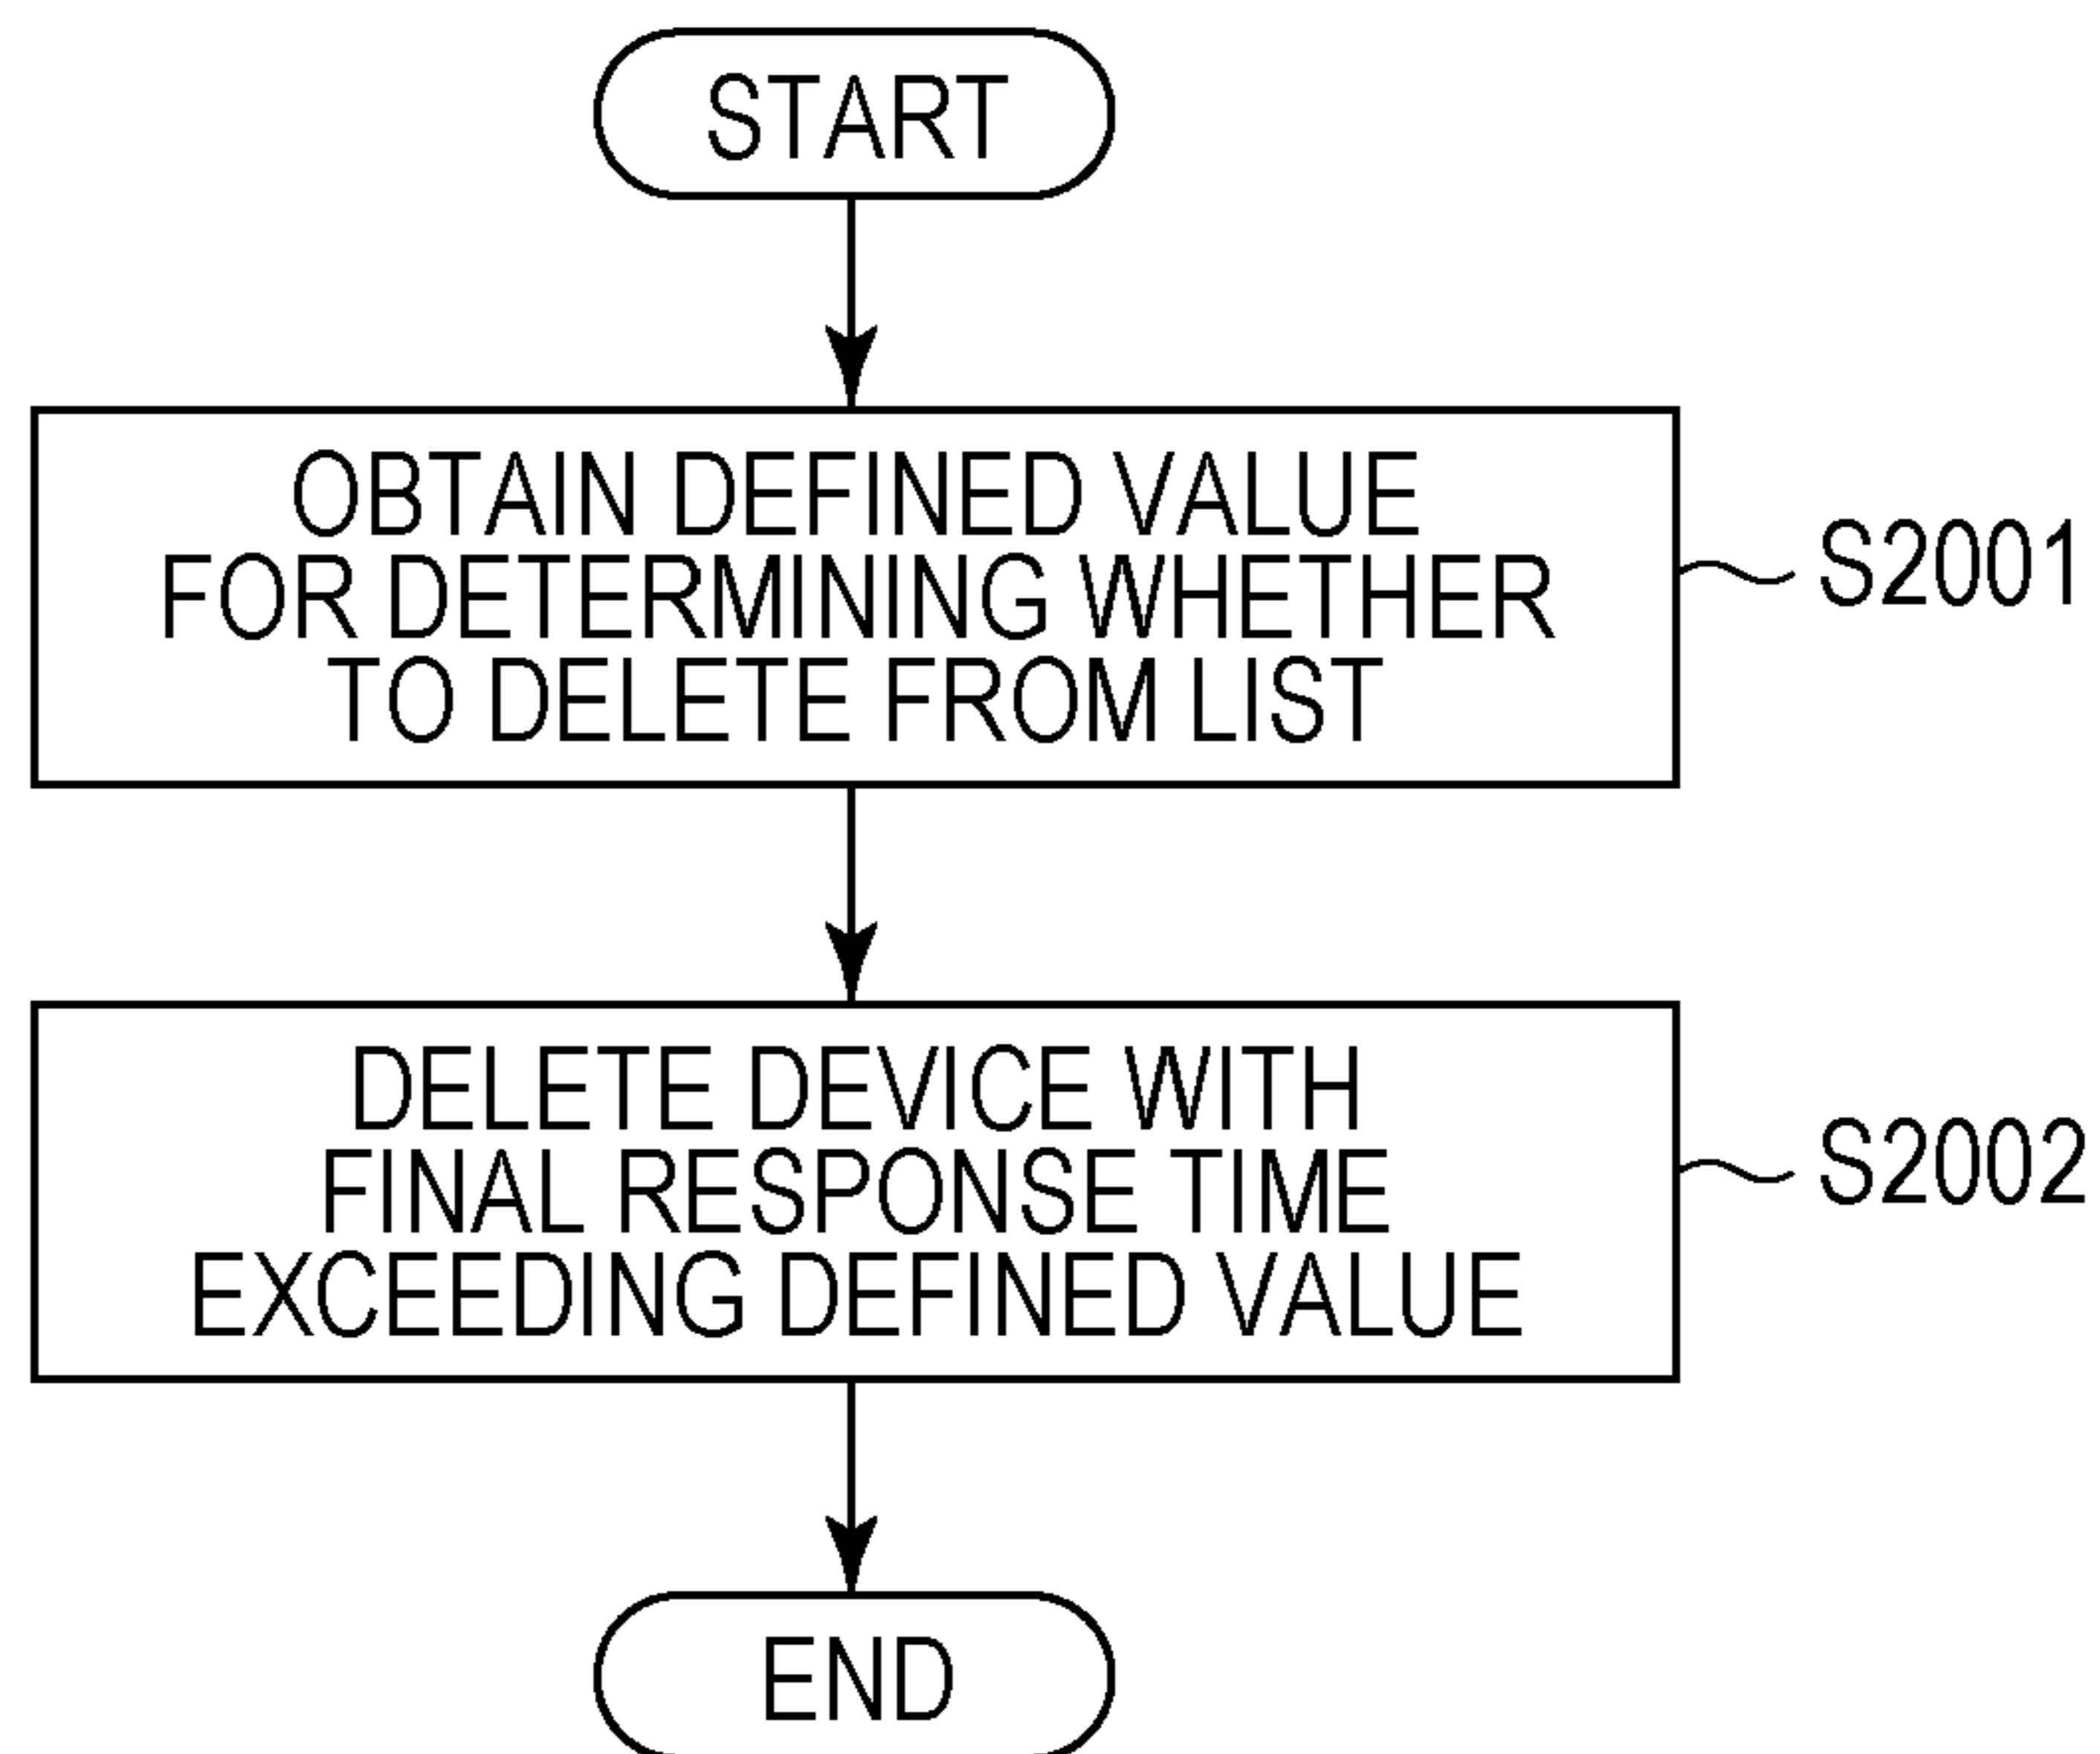 START
OBTAIN DEFINED VALUE
FOR DETERMINING WHETHER
TO DELETE FROM LIST
S2001
DELETE DEVICE WITH
FINAL RESPONSE TIME
EXCEEDING DEFINED VALUE
S2002
END